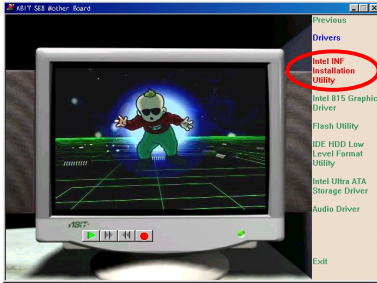 ABIT SE6 Mother Board
Previous
Drivers
Intel INF
Installation
Utility
Intel 815 Graphic
Driver
Flash Utility
IDE HDD Low
Level Format
Utility
Intel Ultra ATA
Storage Driver
Audio Driver
Exit
ABIT